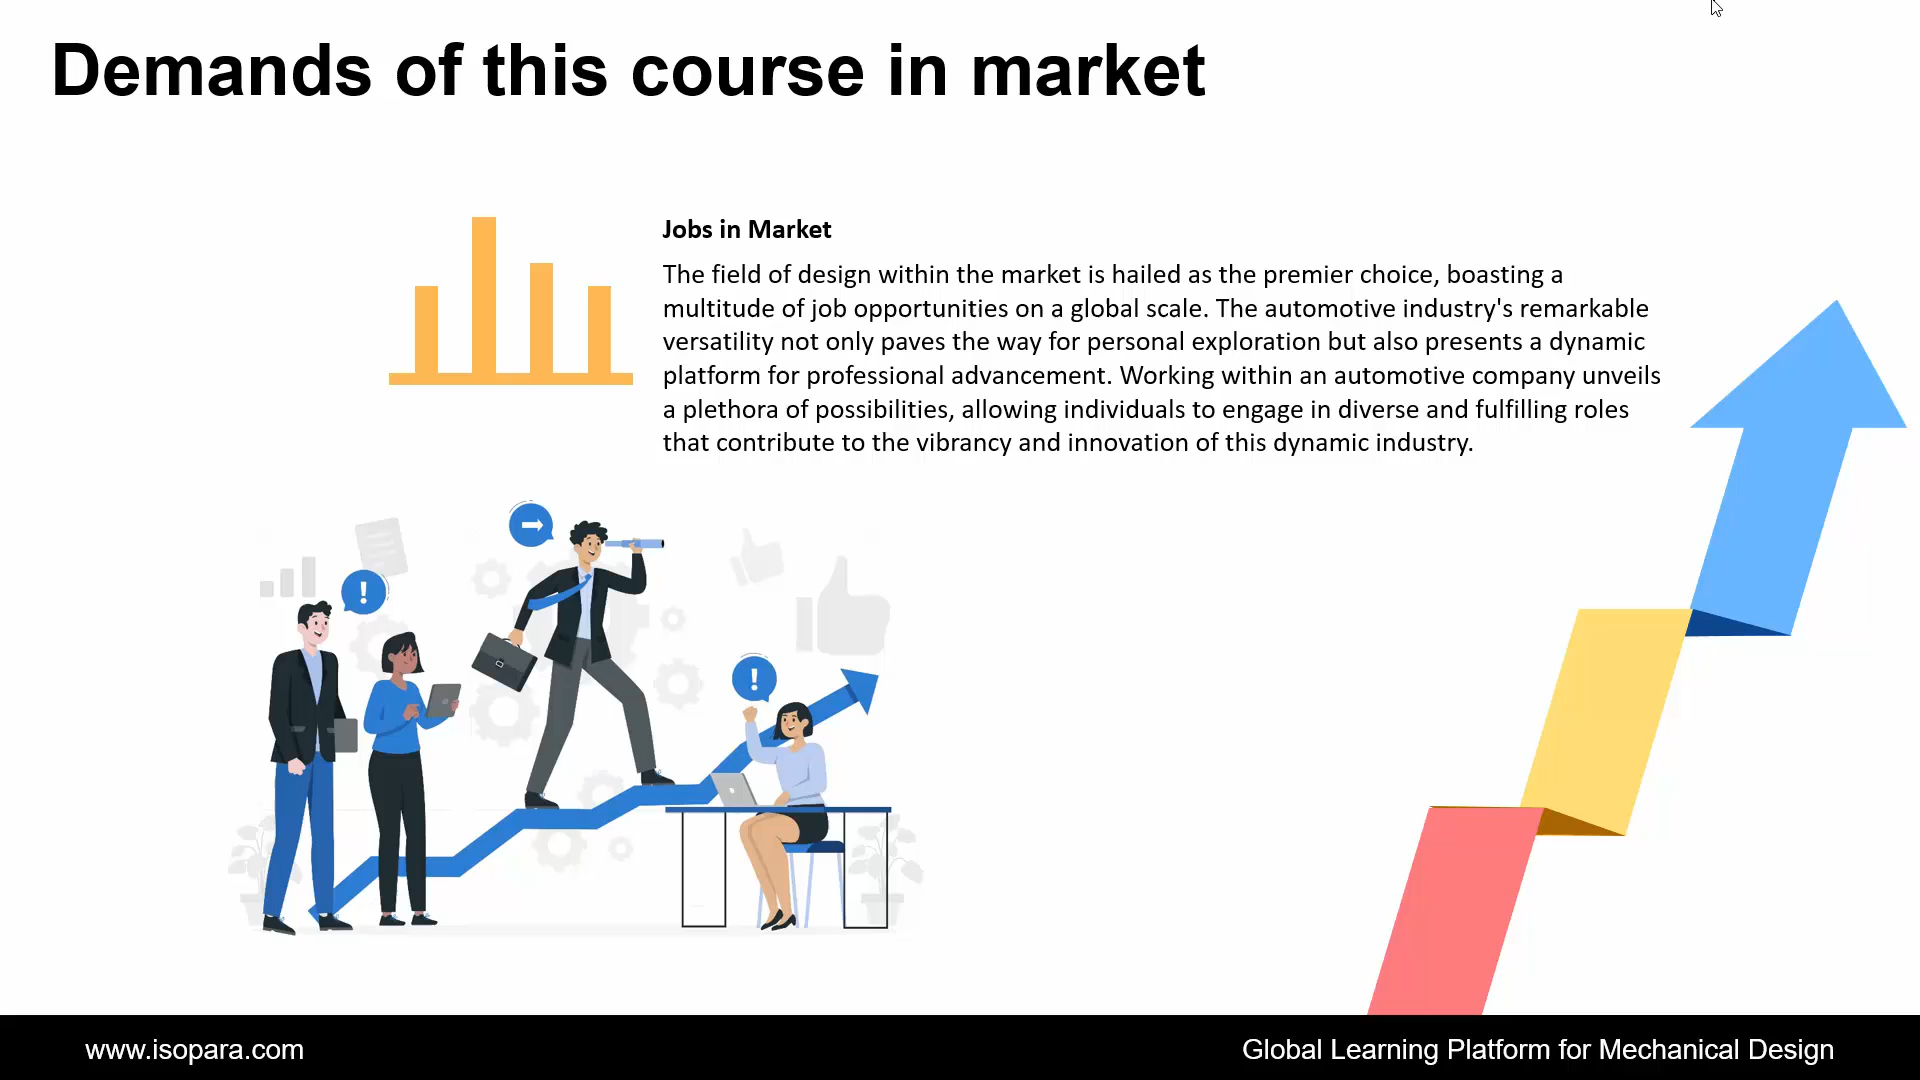 Demands of this course in market
Jobs in Market
The field of design within the market is hailed as the premier choice, boasting a
multitude of job opportunities on a global scale. The automotive industry's remarkable
versatility not only paves the way for personal exploration but also presents a dynamic
platform for professional advancement. Working within an automotive company unveils
a plethora of possibilities, allowing individuals to engage in diverse and fulfilling roles
that contribute to the vibrancy and innovation of this dynamic industry.
!
!
www.isopara.com
Global Learning Platform for Mechanical Design